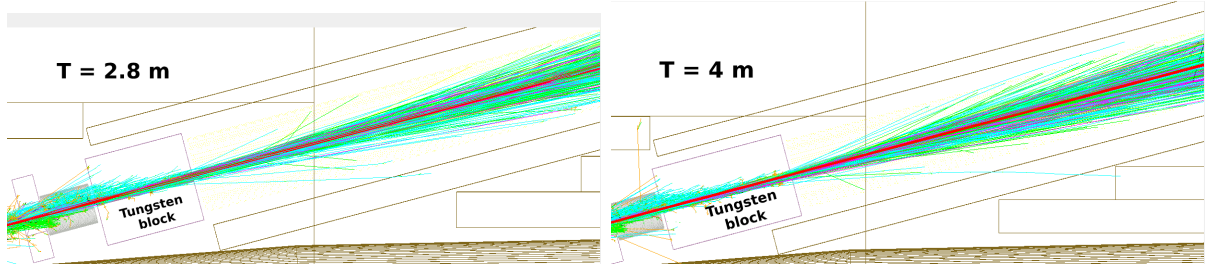 T = 2.8 m
Tungsten
block
T = 4 m
Tungsten
block